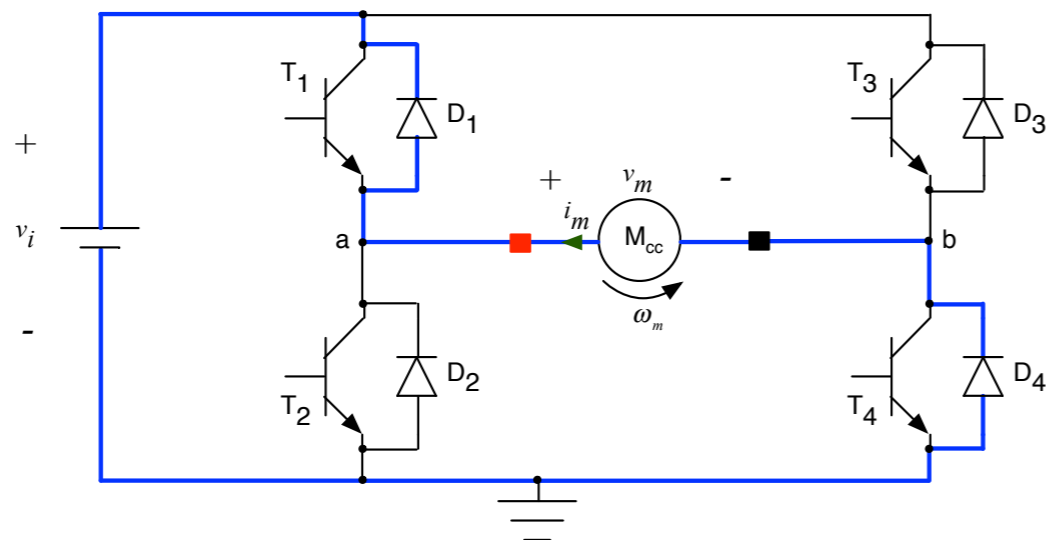 T1
D1
T3
D3
+
+
vm
-
vi
im
a
Mcc
b
ωm
-
D2
T2
D4
T4